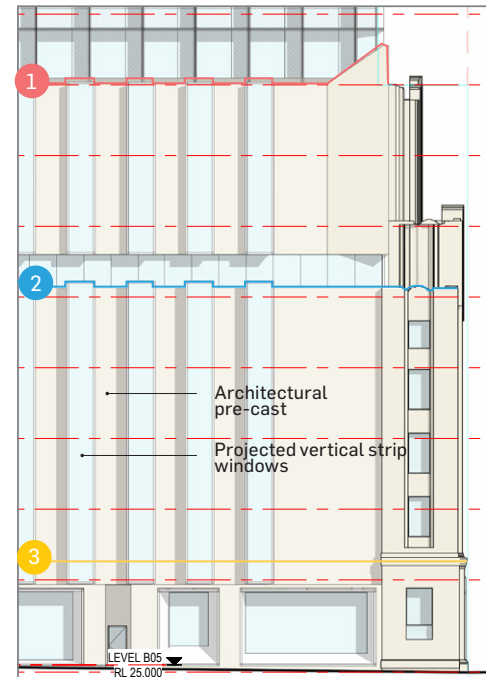 1
2
Architectural
pre-cast
Projected vertical strip
windows
3
LEVEL B05
RL 25.000